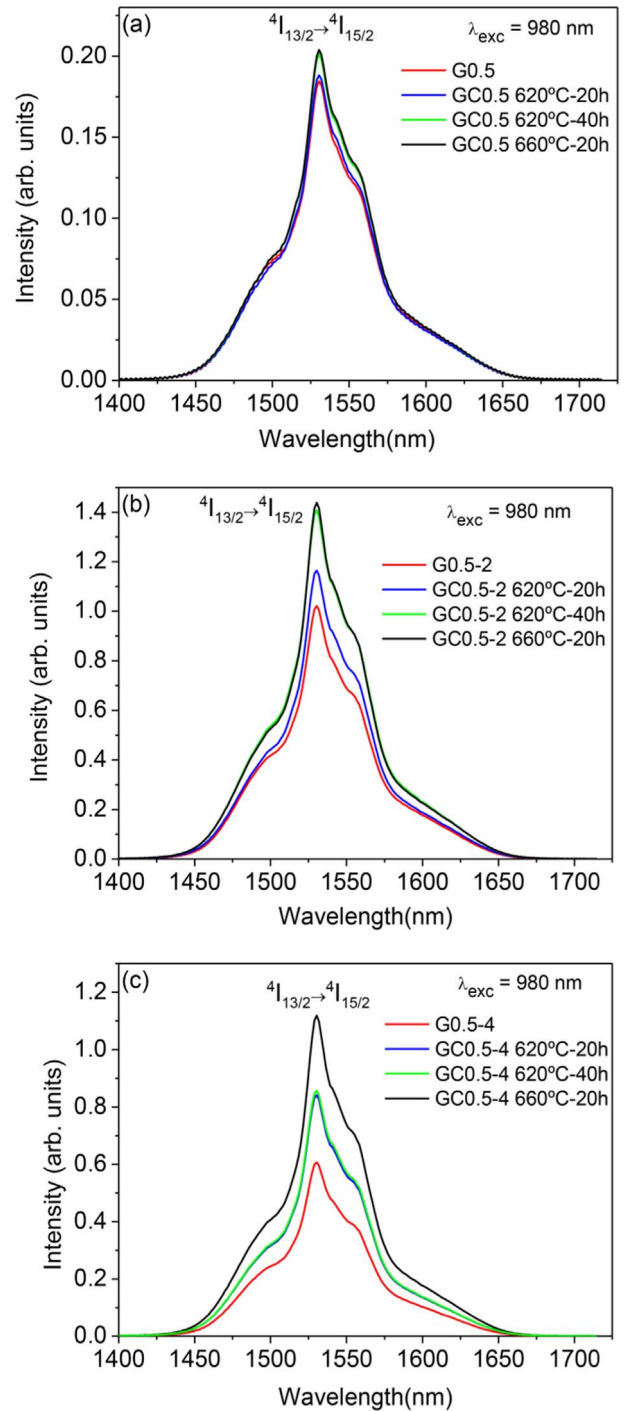 (a) ⁴I₁₃/₂→⁴I₁₅/₂ λexc = 980 nm
G0.5
GC0.5 620ºC-20h
GC0.5 620ºC-40h
GC0.5 660ºC-20h
Intensity (arb. units)
0.20
0.15
0.10
0.05
0.00
1400 1450 1500 1550 1600 1650 1700
Wavelength(nm)
(b) ⁴I₁₃/₂→⁴I₁₅/₂ λexc = 980 nm
G0.5-2
GC0.5-2 620ºC-20h
GC0.5-2 620ºC-40h
GC0.5-2 660ºC-20h
Intensity (arb. units)
1.4
1.2
1.0
0.8
0.6
0.4
0.2
0.0
1400 1450 1500 1550 1600 1650 1700
Wavelength(nm)
(c) ⁴I₁₃/₂→⁴I₁₅/₂ λexc = 980 nm
G0.5-4
GC0.5-4 620ºC-20h
GC0.5-4 620ºC-40h
GC0.5-4 660ºC-20h
Intensity (arb. units)
1.2
1.0
0.8
0.6
0.4
0.2
0.0
1400 1450 1500 1550 1600 1650 1700
Wavelength(nm)